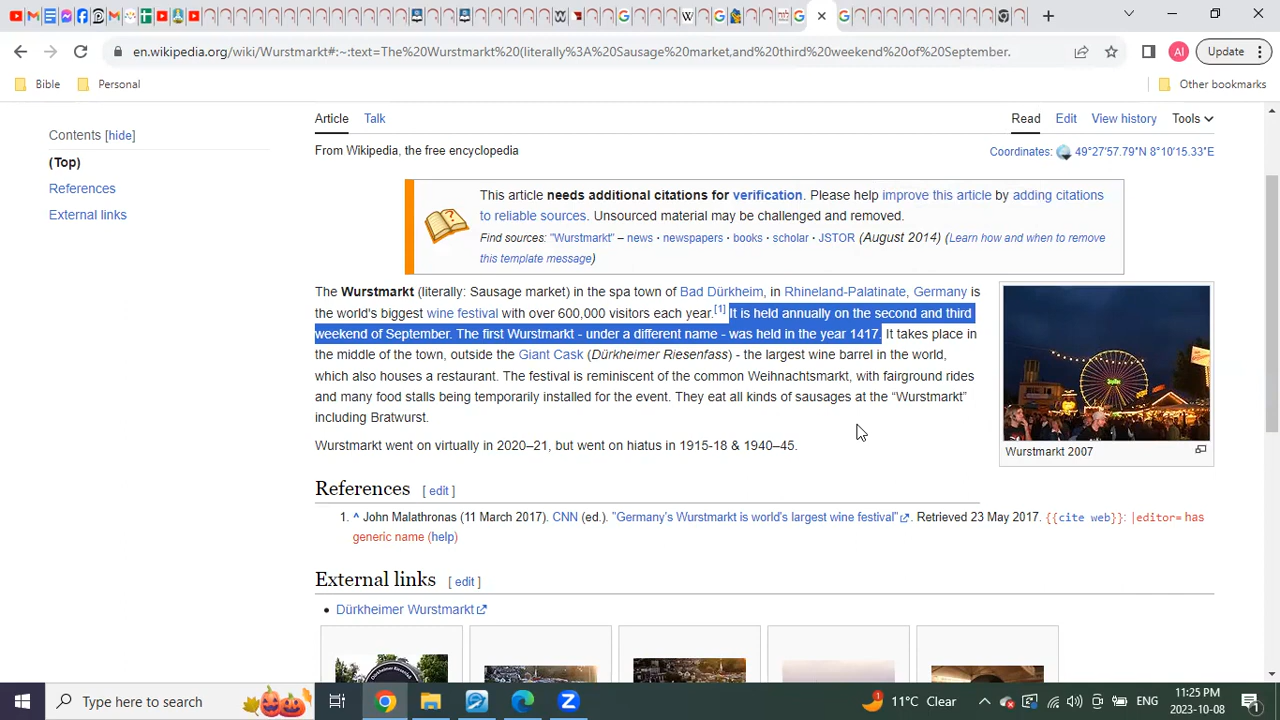 en.wikipedia.org/wiki/Wurstmarkt#:~:text=The%20Wurstmarkt%20(literally%3A%20Sausage%20market,and%20third%20weekend%20of%20September.
AI
Update
Bible
Personal
Other bookmarks
Contents [hide]
(Top)
References
External links
Article Talk
Read Edit View history Tools
From Wikipedia, the free encyclopedia
Coordinates: 49°27′57.79″N 8°10′15.33″E
This article needs additional citations for verification. Please help improve this article by adding citations
to reliable sources. Unsourced material may be challenged and removed.
Find sources: "Wurstmarkt" – news · newspapers · books · scholar · JSTOR (August 2014) (Learn how and when to remove
this template message)
The Wurstmarkt (literally: Sausage market) in the spa town of Bad Dürkheim, in Rhineland-Palatinate, Germany is
the world's biggest wine festival with over 600,000 visitors each year.[1] It is held annually on the second and third
weekend of September. The first Wurstmarkt - under a different name - was held in the year 1417. It takes place in
the middle of the town, outside the Giant Cask (Dürkheimer Riesenfass) - the largest wine barrel in the world,
which also houses a restaurant. The festival is reminiscent of the common Weihnachtsmarkt, with fairground rides
and many food stalls being temporarily installed for the event. They eat all kinds of sausages at the “Wurstmarkt”
including Bratwurst.
Wurstmarkt went on virtually in 2020–21, but went on hiatus in 1915-18 & 1940–45.
Wurstmarkt 2007
References [ edit ]
1. ^ John Malathronas (11 March 2017). CNN (ed.). "Germany's Wurstmarkt is world's largest wine festival". Retrieved 23 May 2017. {{cite web}}: |editor= has
generic name (help)
External links [ edit ]
• Dürkheimer Wurstmarkt
Type here to search
11°C Clear
ENG
11:25 PM
2023-10-08